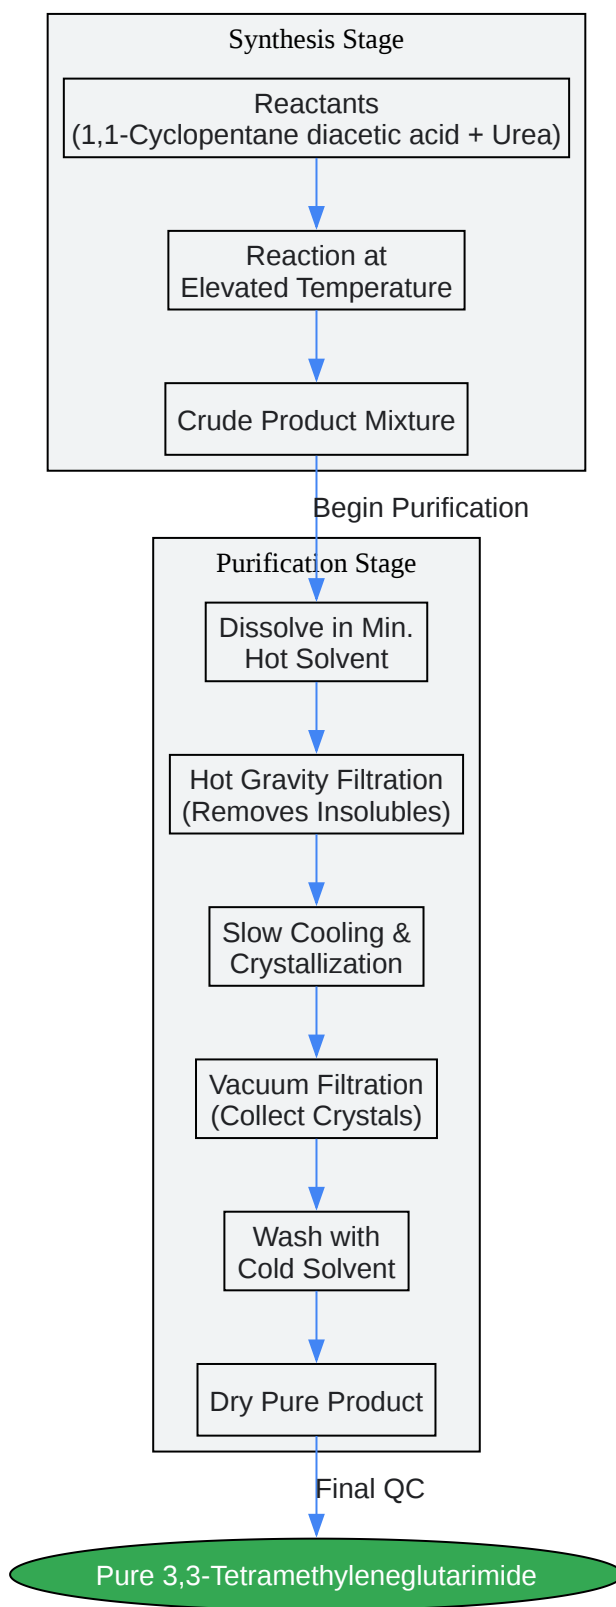 Synthesis Stage
Reactants
(1,1-Cyclopentane diacetic acid + Urea)
Reaction at
Elevated Temperature
Crude Product Mixture
Begin Purification
Purification Stage
Dissolve in Min.
Hot Solvent
Hot Gravity Filtration
(Removes Insolubles)
Slow Cooling &
Crystallization
Vacuum Filtration
(Collect Crystals)
Wash with
Cold Solvent
Dry Pure Product
Final QC
Pure 3,3-Tetramethyleneglutarimide